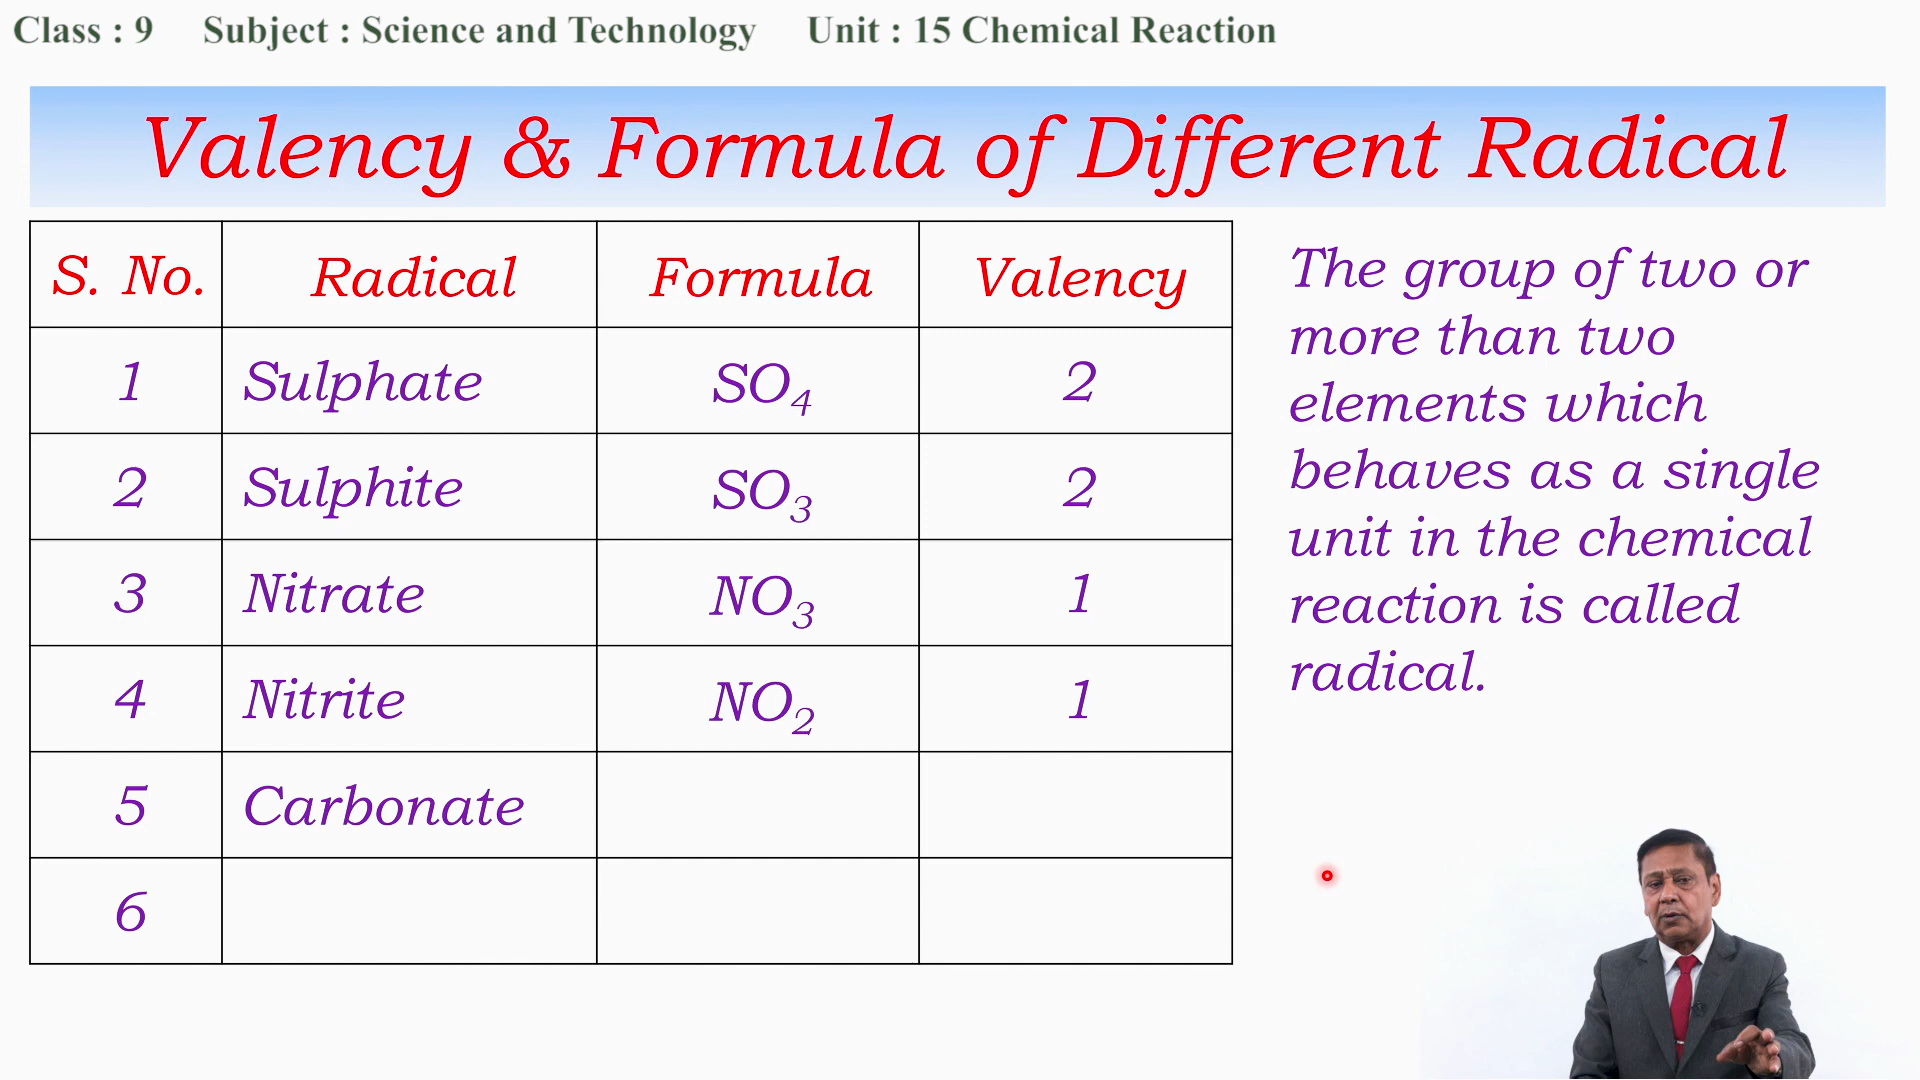 Class : 9 Subject : Science and Technology Unit : 15 Chemical Reaction
Valency & Formula of Different Radical
S. No. Radical Formula Valency
1 Sulphate SO₄ 2
2 Sulphite SO₃ 2
3 Nitrate NO₃ 1
4 Nitrite NO₂ 1
5 Carbonate
6
The group of two or
more than two
elements which
behaves as a single
unit in the chemical
reaction is called
radical.